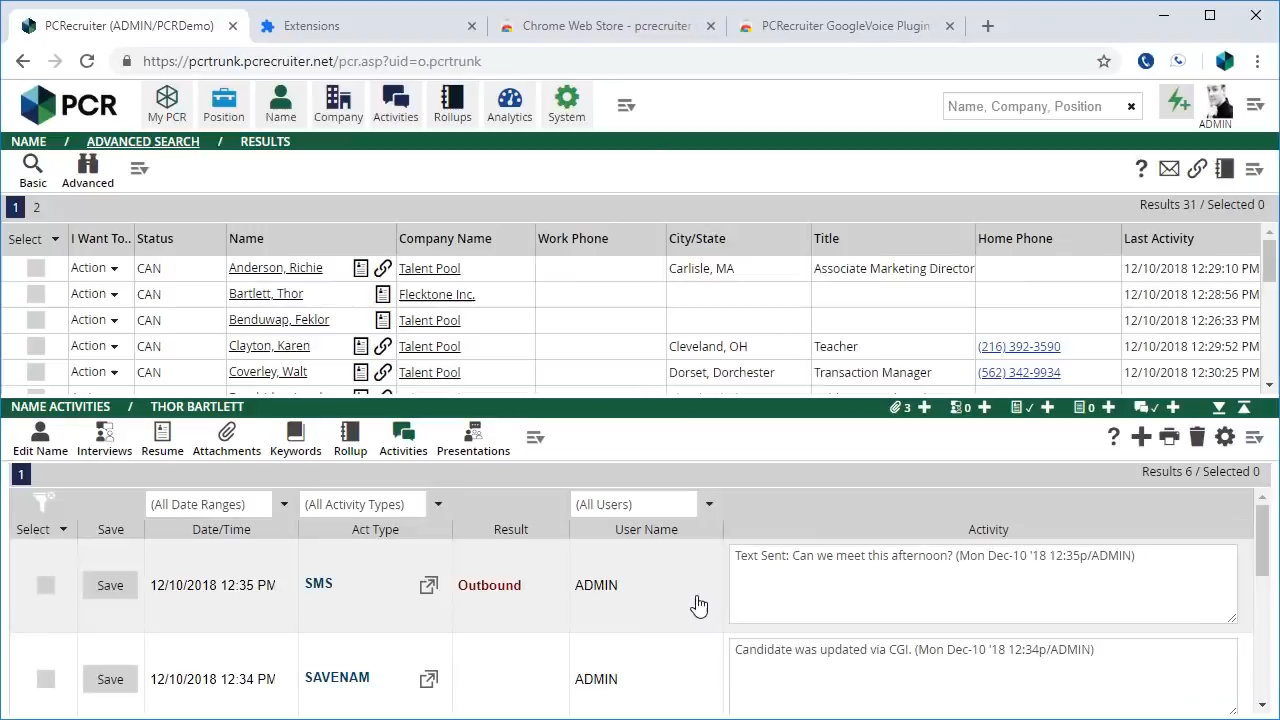 PCRecruiter (ADMIN/PCRDemo)
Extensions
Chrome Web Store - pcrecruiter
PCRecruiter GoogleVoice Plugin
https://pcrtrunk.pcrecruiter.net/pcr.asp?uid=o.pcrtrunk
PCR
My PCR
Position
Name
Company
Activities
Rollups
Analytics
System
Name, Company, Position
ADMIN
NAME / ADVANCED SEARCH / RESULTS
Basic
Advanced
1 2
Results 31 / Selected 0
Select I Want To.. Status Name Company Name Work Phone City/State Title Home Phone Last Activity
Action CAN Anderson, Richie Talent Pool Carlisle, MA Associate Marketing Director 12/10/2018 12:29:10 PM
Action CAN Bartlett, Thor Flecktone Inc. 12/10/2018 12:28:56 PM
Action CAN Benduwap, Feklor Talent Pool 12/10/2018 12:26:33 PM
Action CAN Clayton, Karen Talent Pool Cleveland, OH Teacher (216) 392-3590 12/10/2018 12:29:52 PM
Action CAN Coverley, Walt Talent Pool Dorset, Dorchester Transaction Manager (562) 342-9934 12/10/2018 12:30:25 PM
NAME ACTIVITIES / THOR BARTLETT
3 + 0 + ✓ + 0 + ✓ +
Edit Name
Interviews
Resume
Attachments
Keywords
Rollup
Activities
Presentations
1
Results 6 / Selected 0
(All Date Ranges) (All Activity Types) (All Users)
Select Save Date/Time Act Type Result User Name Activity
Save 12/10/2018 12:35 PM SMS Outbound ADMIN Text Sent: Can we meet this afternoon? (Mon Dec-10 '18 12:35p/ADMIN)
Save 12/10/2018 12:34 PM SAVENAM ADMIN Candidate was updated via CGI. (Mon Dec-10 '18 12:34p/ADMIN)